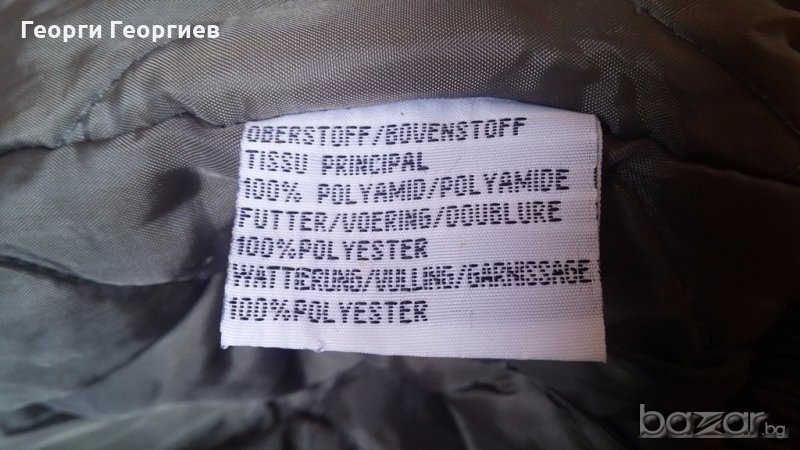 Георги Георгиев
OBERSTOFF/BOVENSTOFF
TISSU PRINCIPAL
100% POLYAMID/POLYAMIDE
FUTTER/VOERING/DOUBLURE
100%POLYESTER
WATTIERUNG/VULLING/GARNISSAGE
100%POLYESTER
bazar.bg